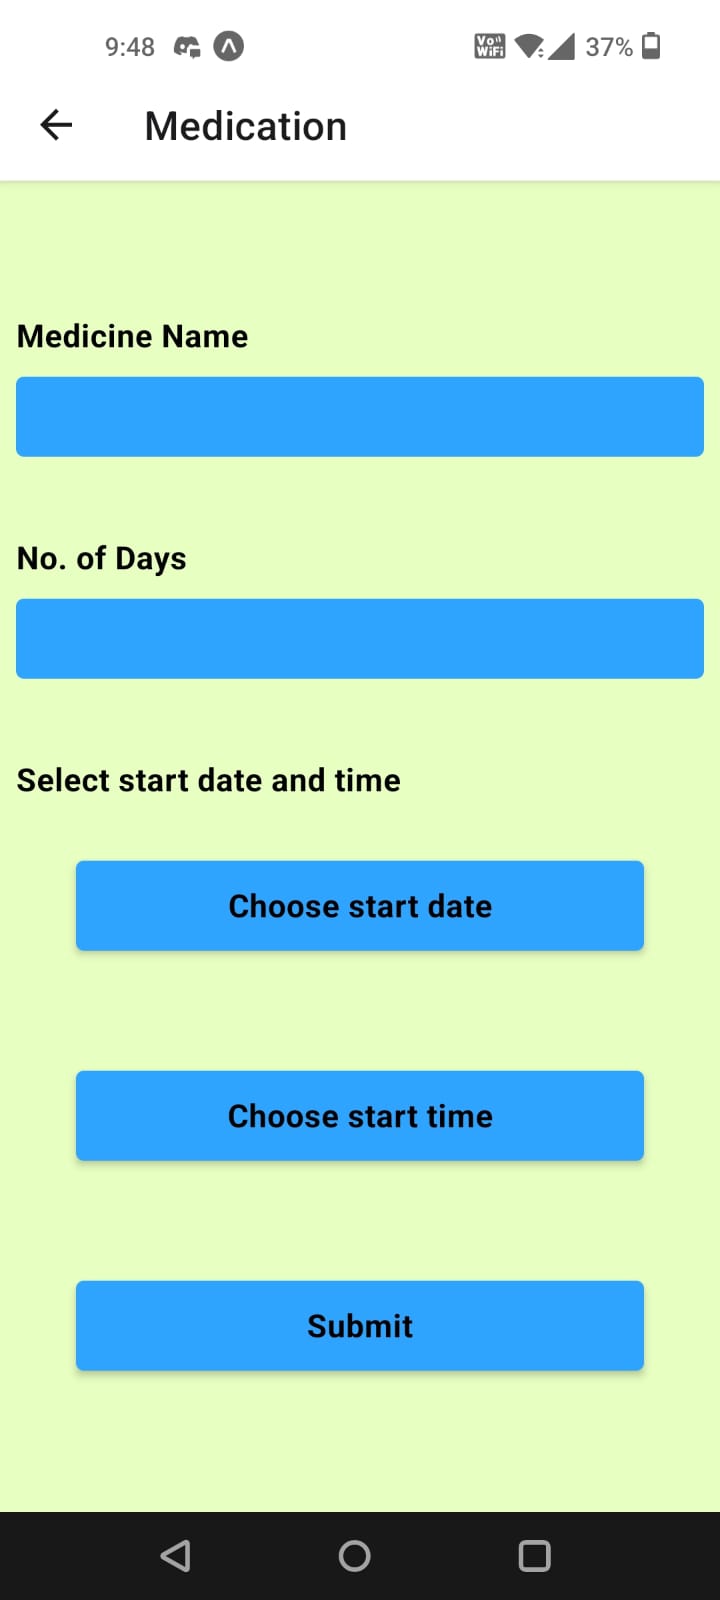 9:48
Vo
WiFi
37%
Medication
Medicine Name
No. of Days
Select start date and time
Choose start date
Choose start time
Submit